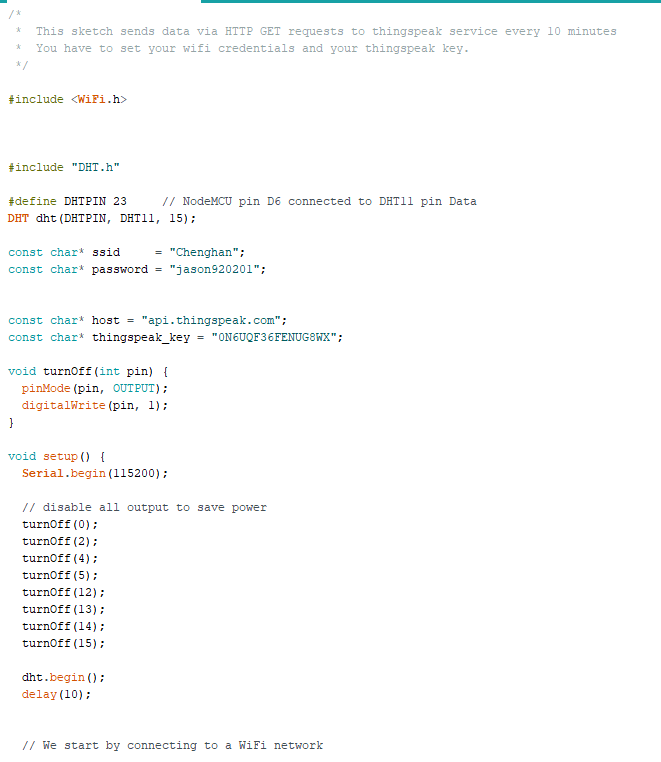 /*
 *  This sketch sends data via HTTP GET requests to thingspeak service every 10 minutes
 *  You have to set your wifi credentials and your thingspeak key.
 */
#include <WiFi.h>
#include "DHT.h"
#define DHTPIN 23     // NodeMCU pin D6 connected to DHT11 pin Data
DHT dht(DHTPIN, DHT11, 15);
const char* ssid     = "Chenghan";
const char* password = "jason920201";
const char* host = "api.thingspeak.com";
const char* thingspeak_key = "0N6UQF36FENUG8WX";
void turnOff(int pin) {
  pinMode(pin, OUTPUT);
  digitalWrite(pin, 1);
}
void setup() {
  Serial.begin(115200);
  // disable all output to save power
  turnOff(0);
  turnOff(2);
  turnOff(4);
  turnOff(5);
  turnOff(12);
  turnOff(13);
  turnOff(14);
  turnOff(15);
  dht.begin();
  delay(10);
  // We start by connecting to a WiFi network